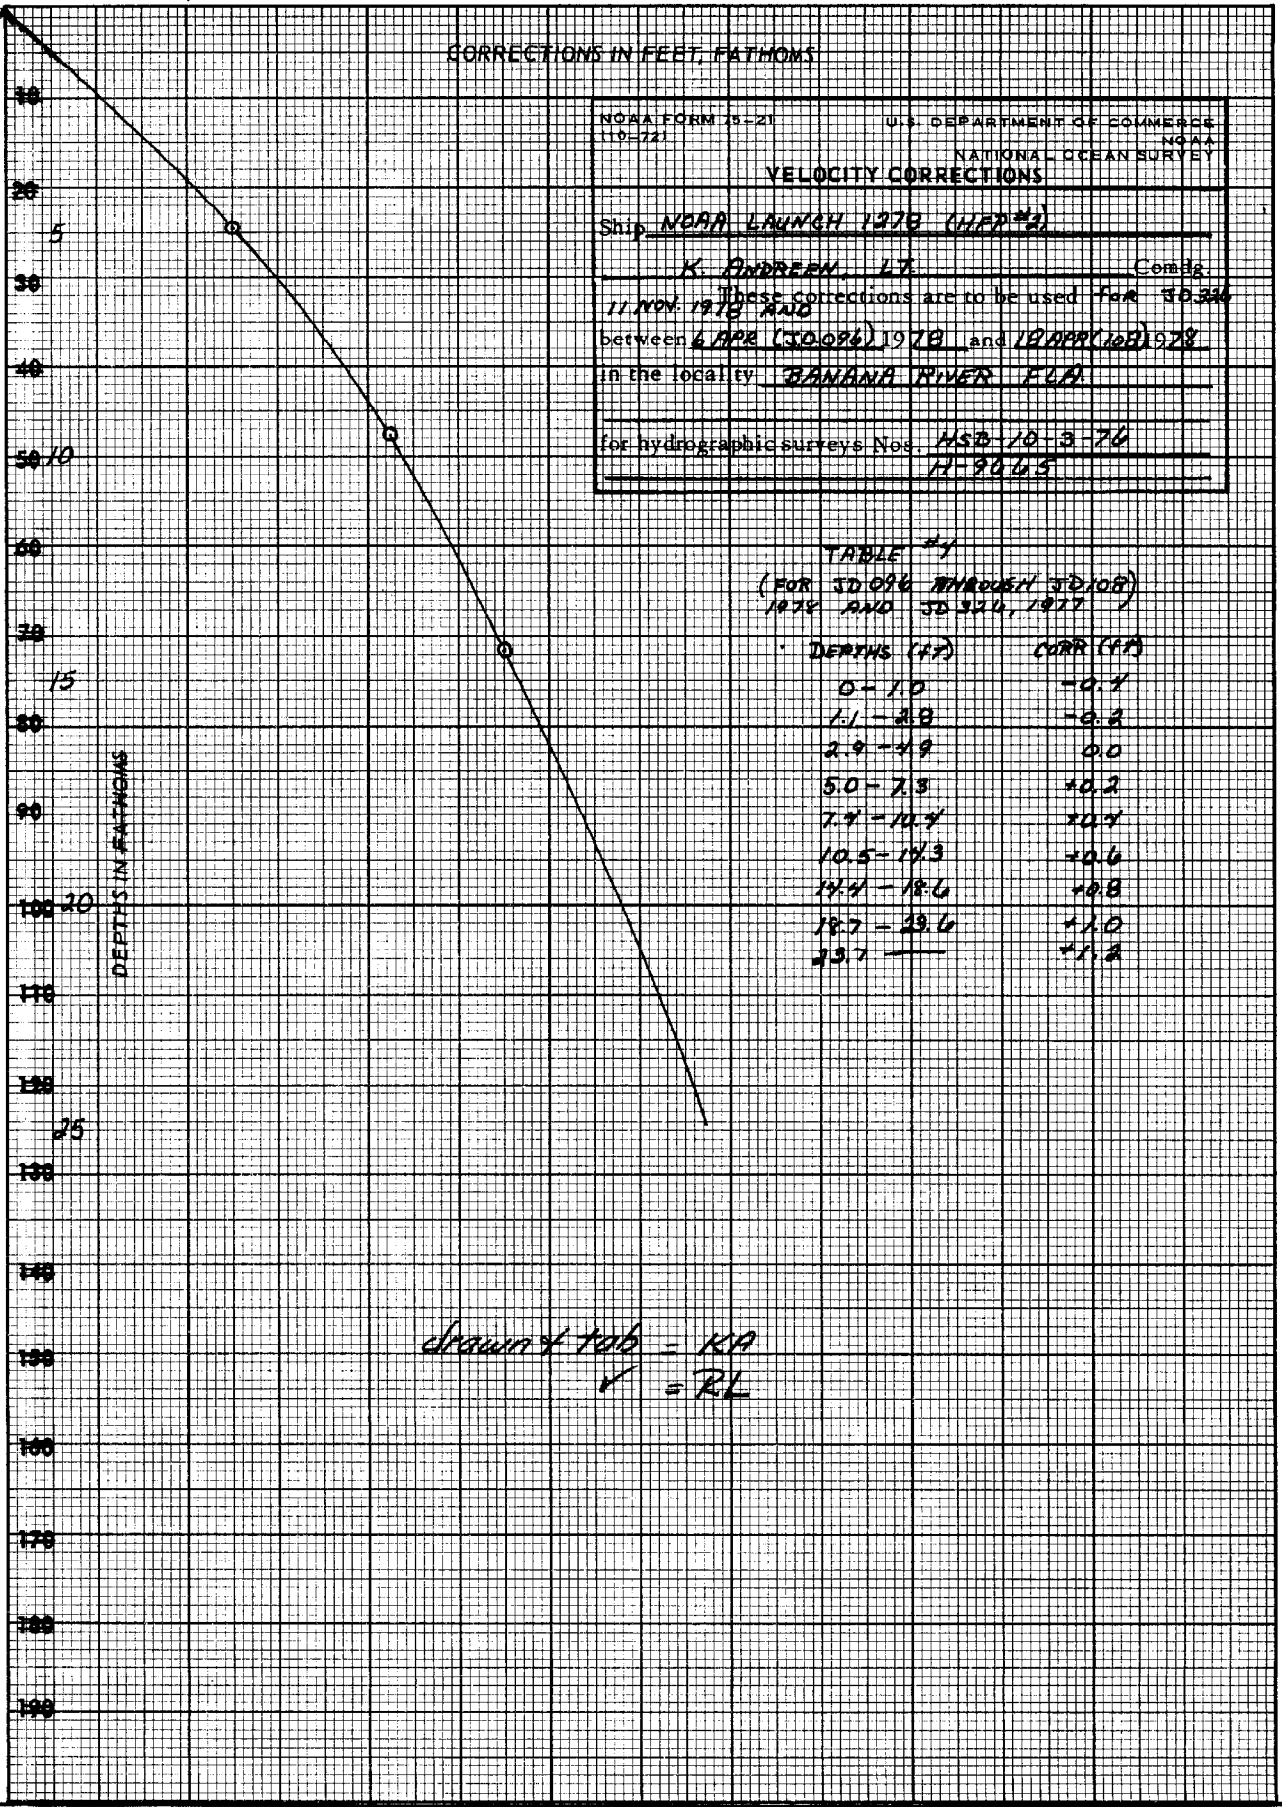 CORRECTIONS IN FEET, FATHOMS
NOAA FORM 75-21
(10-72)
U.S. DEPARTMENT OF COMMERCE
NOAA
NATIONAL OCEAN SURVEY
VELOCITY CORRECTIONS
Ship NOAA LAUNCH 1278 (HFP #2)
K. ANDREEN, LT. Comdg.
These corrections are to be used for JD 326
11 NOV. 1978 AND
between 6 APR (JD096) 1978 and 18 APR (108) 1978
in the locality BANANA RIVER FLA.
for hydrographic surveys Nos. HSB-10-3-76
H-9665
TABLE #4
(FOR JD 096 THROUGH JD 108)
1978 AND JD 326, 1977
DEPTHS (FT) CORR (FT)
0 - 1.0 -0.4
1.1 - 2.8 -0.2
2.9 - 4.9 0.0
5.0 - 7.3 +0.2
7.4 - 10.4 +0.4
10.5 - 14.3 +0.6
14.4 - 18.6 +0.8
18.7 - 23.6 +1.0
23.7 — +1.2
10
20
5
30
40
50 10
60
70
15
80
90
100 20
110
120
25
130
140
150
160
170
180
190
DEPTHS IN FATHOMS
drawn & tab = KA
✓ = RL